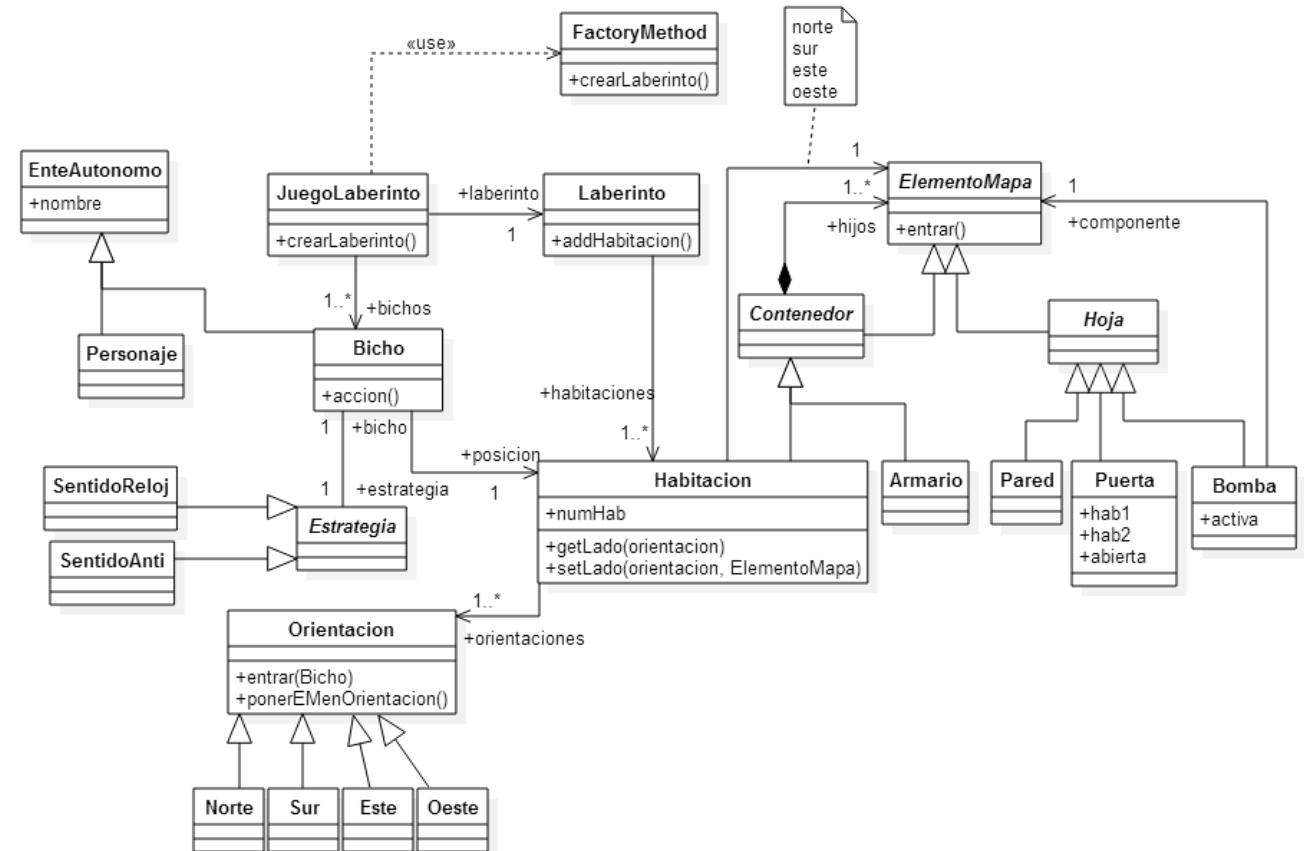 FactoryMethod
+crearLaberinto()
«use»
norte
sur
este
oeste
EnteAutonomo
+nombre
JuegoLaberinto
+crearLaberinto()
+laberinto
1
Laberinto
+addHabitacion()
1
ElementoMapa
+entrar()
1..*
+hijos
1
+componente
1..*
+bichos
Contenedor
Hoja
Personaje
Bicho
+accion()
+habitaciones
1..*
1
+bicho
+posicion
1
1
+estrategia
SentidoReloj
SentidoAnti
Estrategia
Habitacion
+numHab
+getLado(orientacion)
+setLado(orientacion, ElementoMapa)
Armario
Pared
Puerta
+hab1
+hab2
+abierta
Bomba
+activa
1..*
+orientaciones
Orientacion
+entrar(Bicho)
+ponerEMenOrientacion()
Norte
Sur
Este
Oeste